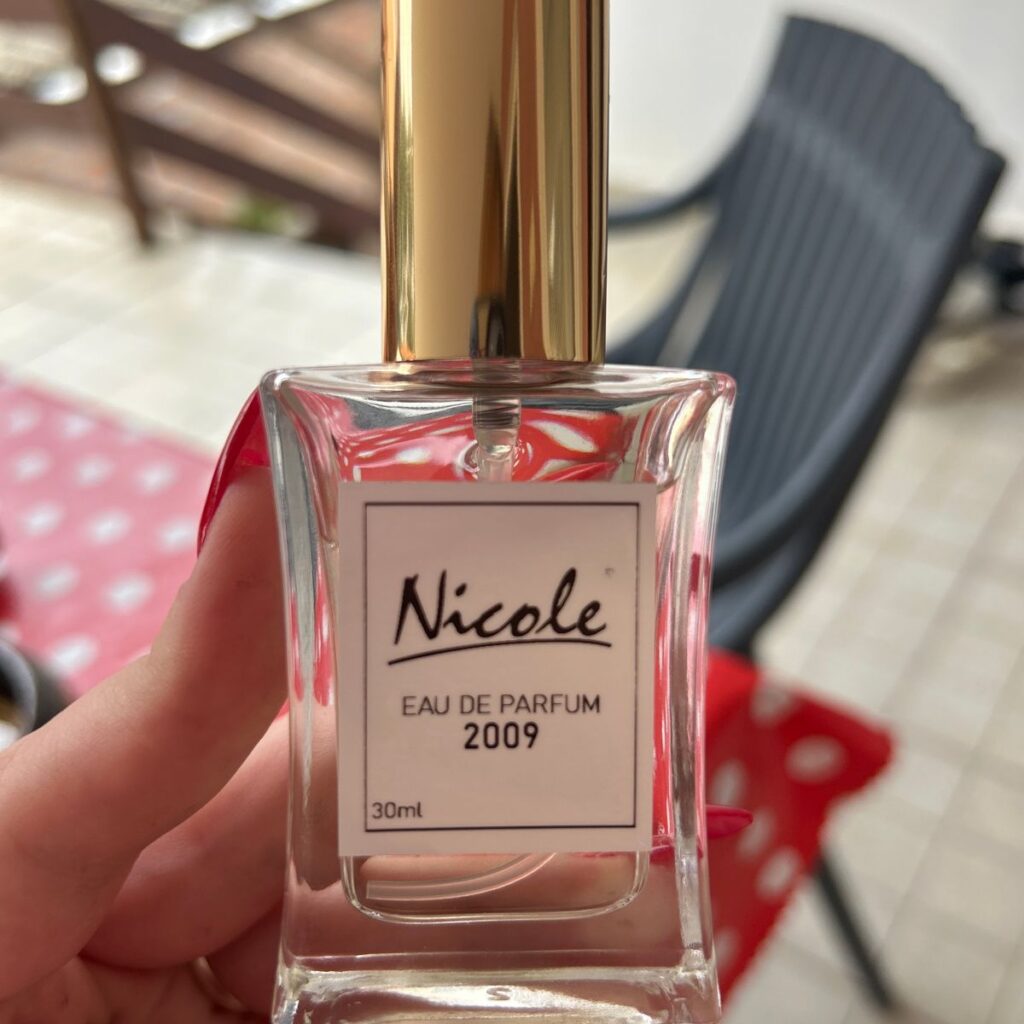 Nicole
EAU DE PARFUM
2009
30ml